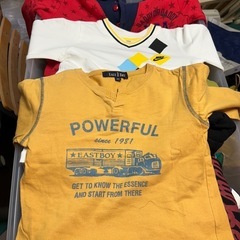 POWERFUL
since 1981
EASTBOY
GET TO KNOW THE ESSENCE
AND START FROM THERE